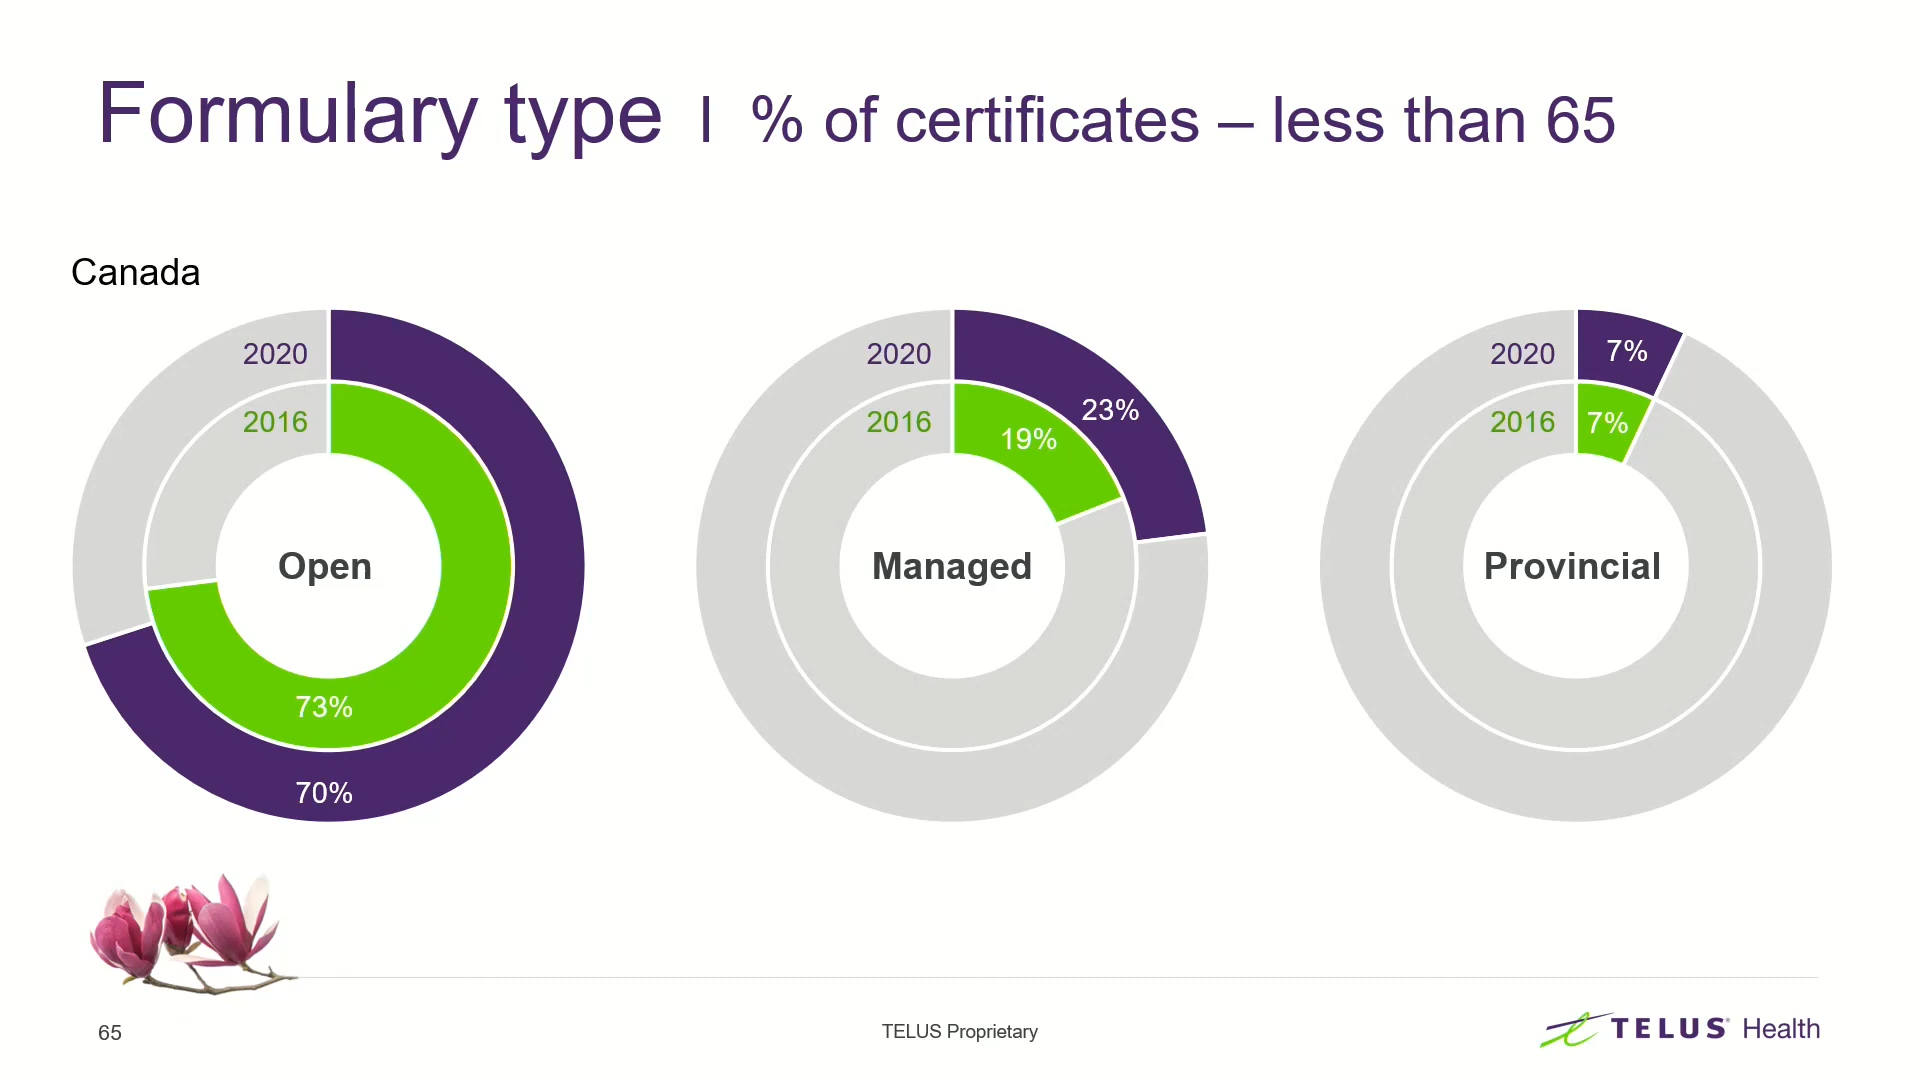 Formulary type | % of certificates – less than 65
Canada
2020
2016
73%
70%
Open
2020
2016
23%
19%
Managed
2020
2016
7%
7%
Provincial
65
TELUS Proprietary
TELUS® Health